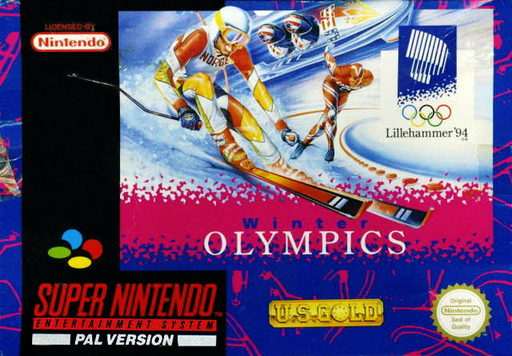 LICENSED BY
Nintendo
NORGE
Lillehammer '94
Winter
OLYMPICS
SUPER NINTENDO
ENTERTAINMENT SYSTEM
PAL VERSION
U.S. GOLD
Original
Nintendo
Seal of
Quality